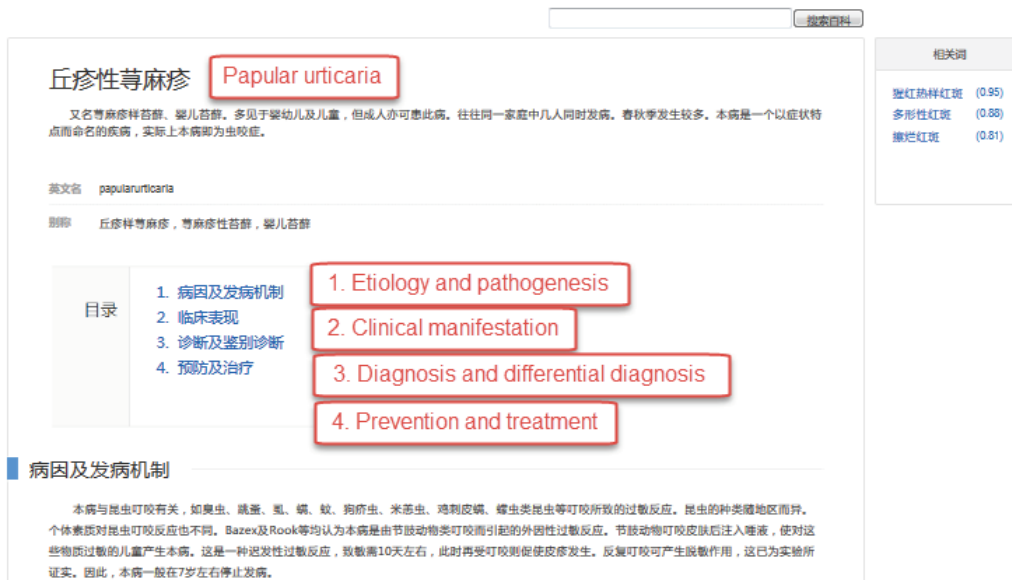 搜索百科
丘疹性荨麻疹
Papular urticaria
又名荨麻疹样苔藓、婴儿苔藓。多见于婴幼儿及儿童，但成人亦可患此病。往往同一家庭中几人同时发病。春秋季发生较多。本病是一个以症状特
点而命名的疾病，实际上本病即为虫咬症。
英文名 papularurticaria
别称 丘疹样荨麻疹，荨麻疹性苔藓，婴儿苔藓
目录
1. 病因及发病机制
2. 临床表现
3. 诊断及鉴别诊断
4. 预防及治疗
1. Etiology and pathogenesis
2. Clinical manifestation
3. Diagnosis and differential diagnosis
4. Prevention and treatment
病因及发病机制
本病与昆虫叮咬有关，如臭虫、跳蚤、虱、螨、蚊、狗疥虫、米恙虫、鸡刺皮螨、蠓虫类昆虫等叮咬所致的过敏反应。昆虫的种类随地区而异。
个体素质对昆虫叮咬反应也不同。Bazex及Rook等均认为本病是由节肢动物类叮咬而引起的外因性过敏反应。节肢动物叮咬皮肤后注入唾液，使对这
些物质过敏的儿童产生本病。这是一种迟发性过敏反应，致敏需10天左右，此时再受叮咬则促使皮疹发生。反复叮咬可产生脱敏作用，这已为实验所
证实。因此，本病一般在7岁左右停止发病。
相关词
猩红热样红斑 (0.95)
多形性红斑 (0.88)
擦烂红斑 (0.81)